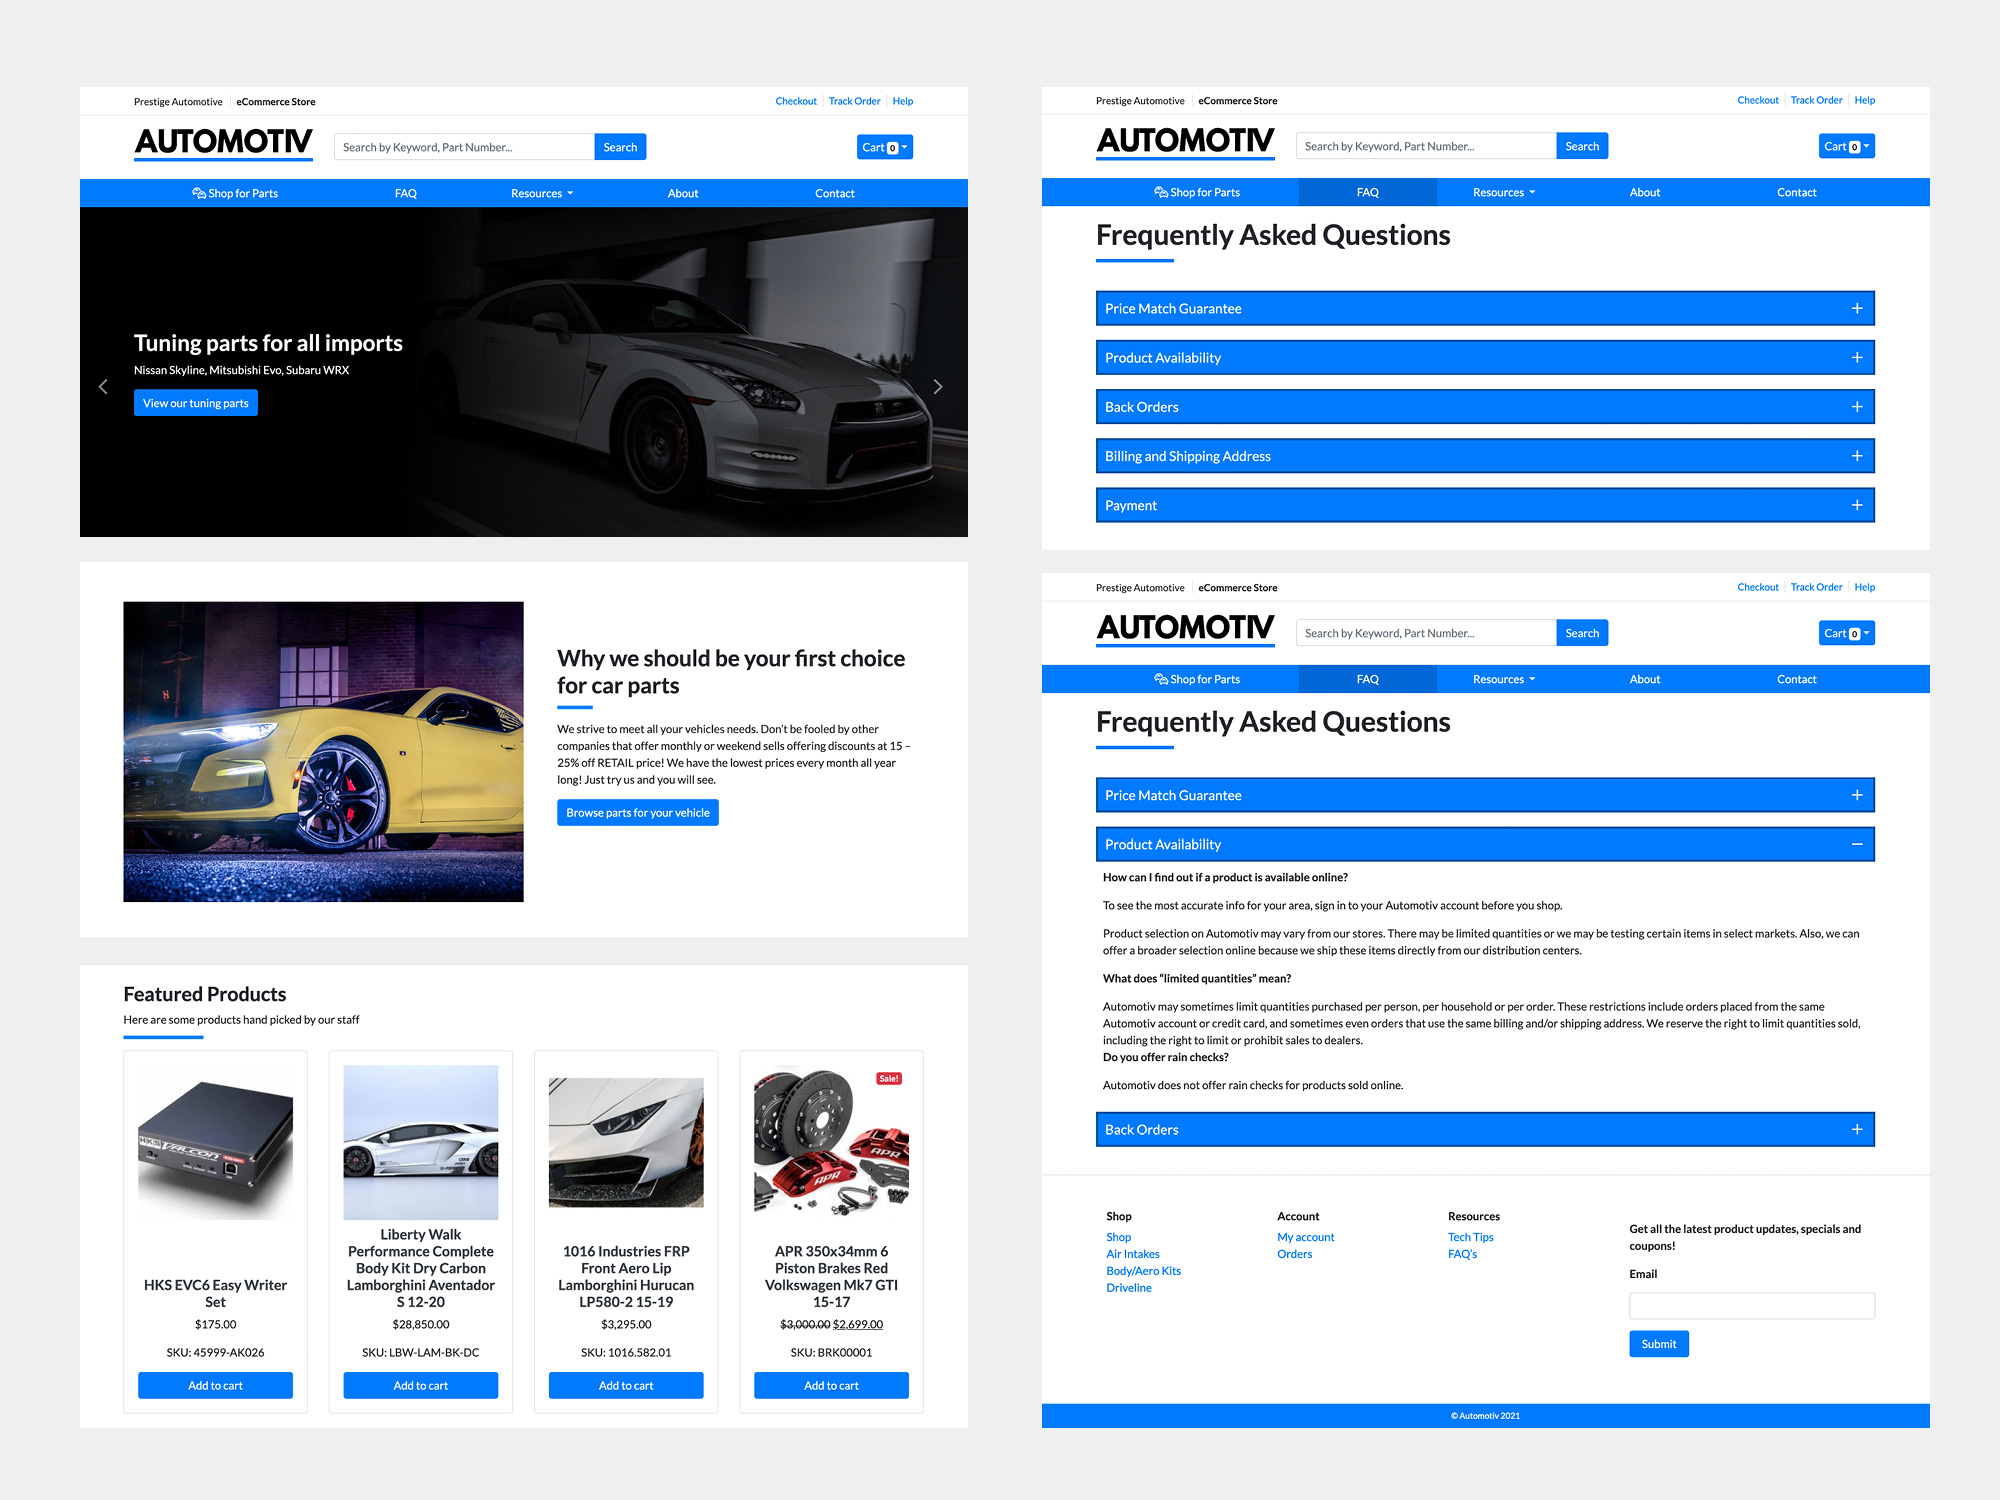 Prestige Automotive eCommerce Store
Checkout Track Order Help
AUTOMOTIV
Search by Keyword, Part Number... Search
Cart 0
Shop for Parts FAQ Resources About Contact
Tuning parts for all imports
Nissan Skyline, Mitsubishi Evo, Subaru WRX
View our tuning parts
Why we should be your first choice
for car parts
We strive to meet all your vehicles needs. Don't be fooled by other
companies that offer monthly or weekend sells offering discounts at 15 –
25% off RETAIL price! We have the lowest prices every month all year
long! Just try us and you will see.
Browse parts for your vehicle
Featured Products
Here are some products hand picked by our staff
HKS VALCON
HKS EVC6 Easy Writer
Set
$175.00
SKU: 45999-AK026
Add to cart
Liberty Walk
Performance Complete
Body Kit Dry Carbon
Lamborghini Aventador
S 12-20
$28,850.00
SKU: LBW-LAM-BK-DC
Add to cart
1016 Industries FRP
Front Aero Lip
Lamborghini Hurucan
LP580-2 15-19
$3,295.00
SKU: 1016.582.01
Add to cart
Sale!
APR
APR
APR 350x34mm 6
Piston Brakes Red
Volkswagen Mk7 GTI
15-17
$3,000.00 $2,699.00
SKU: BRK00001
Add to cart
Prestige Automotive eCommerce Store
Checkout Track Order Help
AUTOMOTIV
Search by Keyword, Part Number... Search
Cart 0
Shop for Parts FAQ Resources About Contact
Frequently Asked Questions
Price Match Guarantee
Product Availability
Back Orders
Billing and Shipping Address
Payment
Prestige Automotive eCommerce Store
Checkout Track Order Help
AUTOMOTIV
Search by Keyword, Part Number... Search
Cart 0
Shop for Parts FAQ Resources About Contact
Frequently Asked Questions
Price Match Guarantee
Product Availability
How can I find out if a product is available online?
To see the most accurate info for your area, sign in to your Automotiv account before you shop.
Product selection on Automotiv may vary from our stores. There may be limited quantities or we may be testing certain items in select markets. Also, we can
offer a broader selection online because we ship these items directly from our distribution centers.
What does “limited quantities” mean?
Automotiv may sometimes limit quantities purchased per person, per household or per order. These restrictions include orders placed from the same
Automotiv account or credit card, and sometimes even orders that use the same billing and/or shipping address. We reserve the right to limit quantities sold,
including the right to limit or prohibit sales to dealers.
Do you offer rain checks?
Automotiv does not offer rain checks for products sold online.
Back Orders
Shop
Shop
Air Intakes
Body/Aero Kits
Driveline
Account
My account
Orders
Resources
Tech Tips
FAQ's
Get all the latest product updates, specials and
coupons!
Email
Submit
© Automotiv 2021